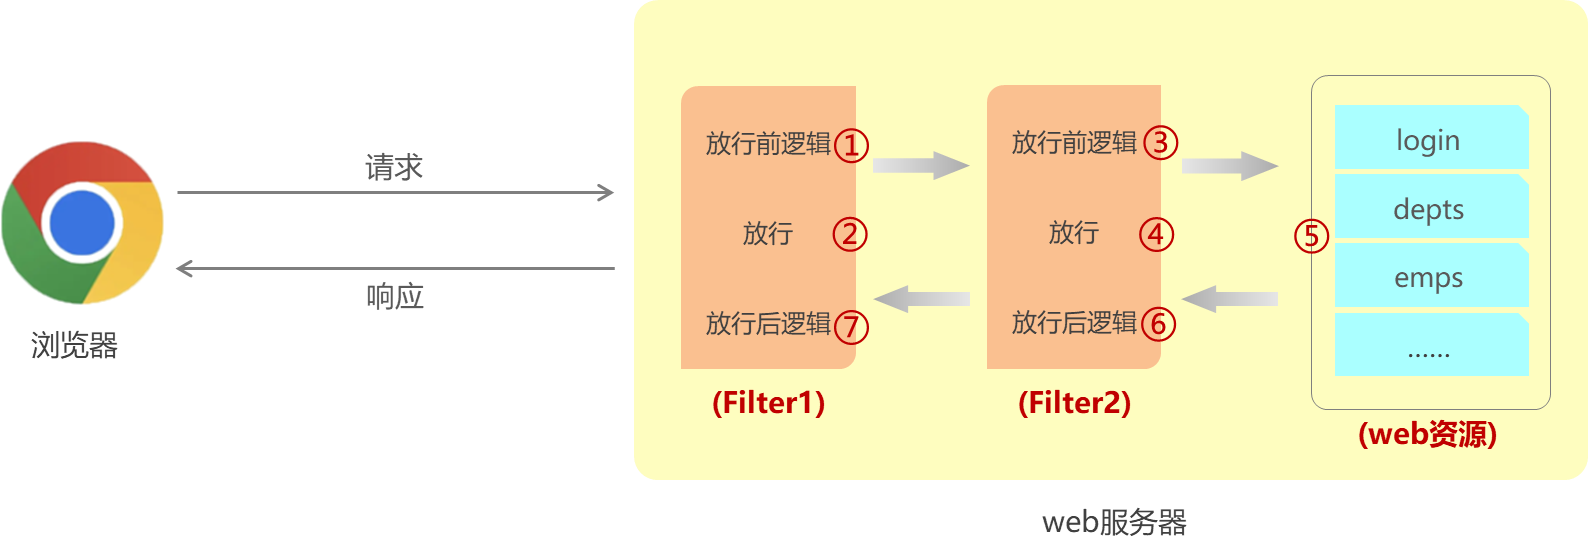 浏览器
请求
响应
放行前逻辑①
放行②
放行后逻辑⑦
(Filter1)
放行前逻辑③
放行④
放行后逻辑⑥
(Filter2)
⑤
login
depts
emps
......
(web资源)
web服务器